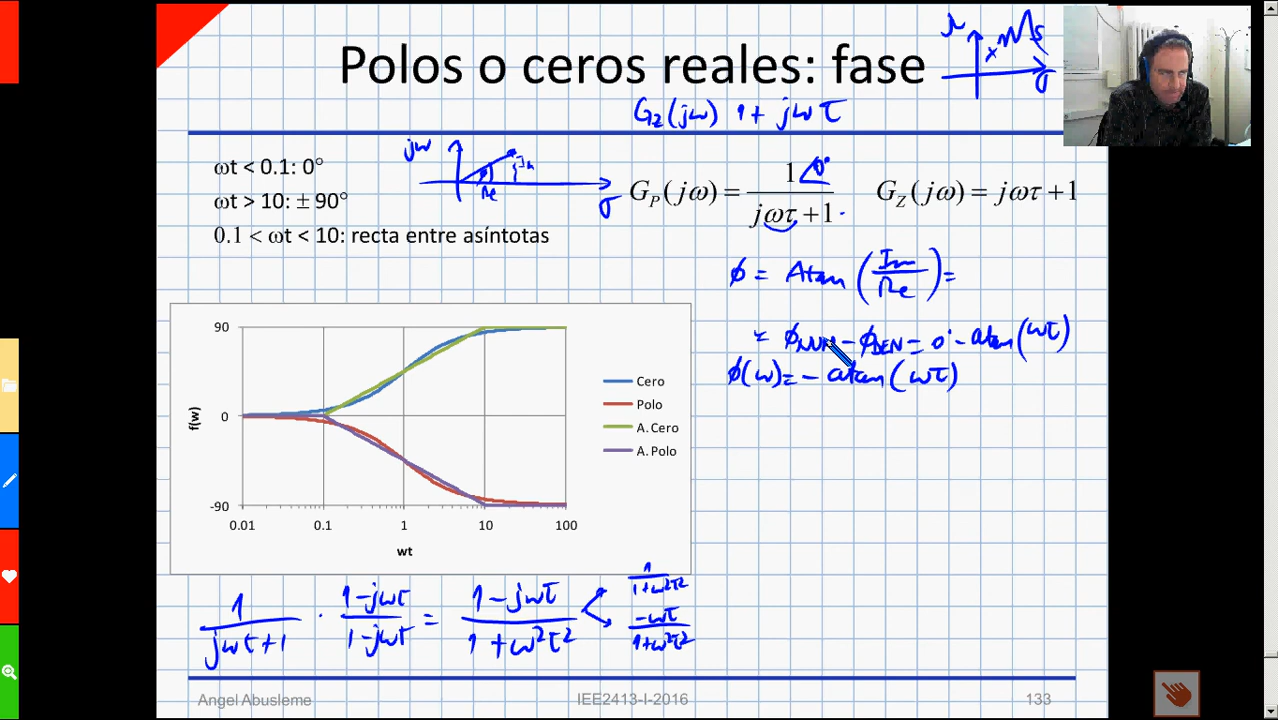 Polos o ceros reales: fase
G_Z(jω) 1 + jωτ
ωt < 0.1: 0°
ωt > 10: ± 90°
0.1 < ωt < 10: recta entre asíntotas
jω
Re
σ
G_P(jω) = 1 / (jωτ + 1)
0°
G_Z(jω) = jωτ + 1
ϕ = Atan (Im / Re) =
= ϕNUM - ϕDEN = 0° - atan (ωτ)
ϕ(ω) = - atan (ωτ)
90
0
-90
f(w)
0.01 0.1 1 10 100
wt
Cero
Polo
A. Cero
A. Polo
1 / (jωτ + 1) · (1 - jωτ) / (1 - jωτ) = (1 - jωτ) / (1 + ω²τ²)
1 / (1 + ω²τ²)
-ωτ / (1 + ω²τ²)
Angel Abusleme
IEE2413-I-2016
133